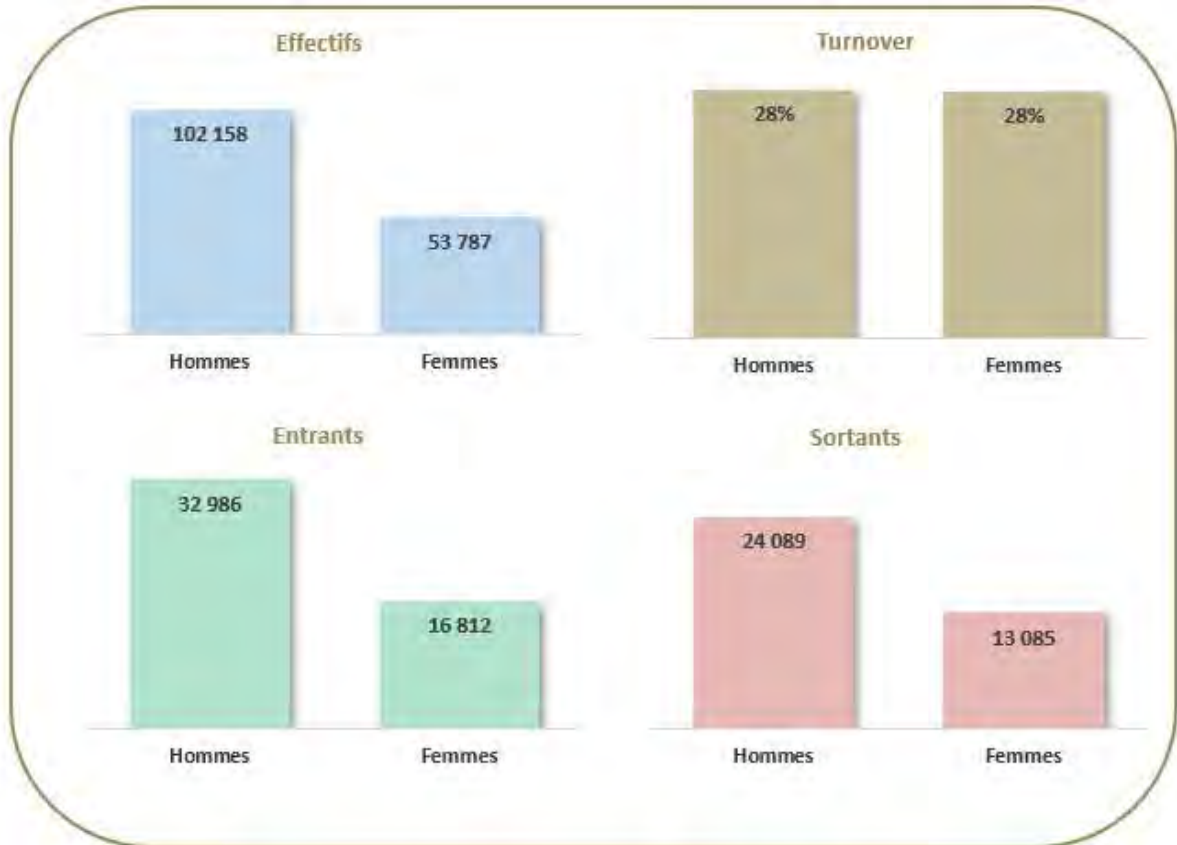 Effectifs
102 158
53 787
Hommes
Femmes
Turnover
28%
28%
Hommes
Femmes
Entrants
32 986
16 812
Hommes
Femmes
Sortants
24 089
13 085
Hommes
Femmes